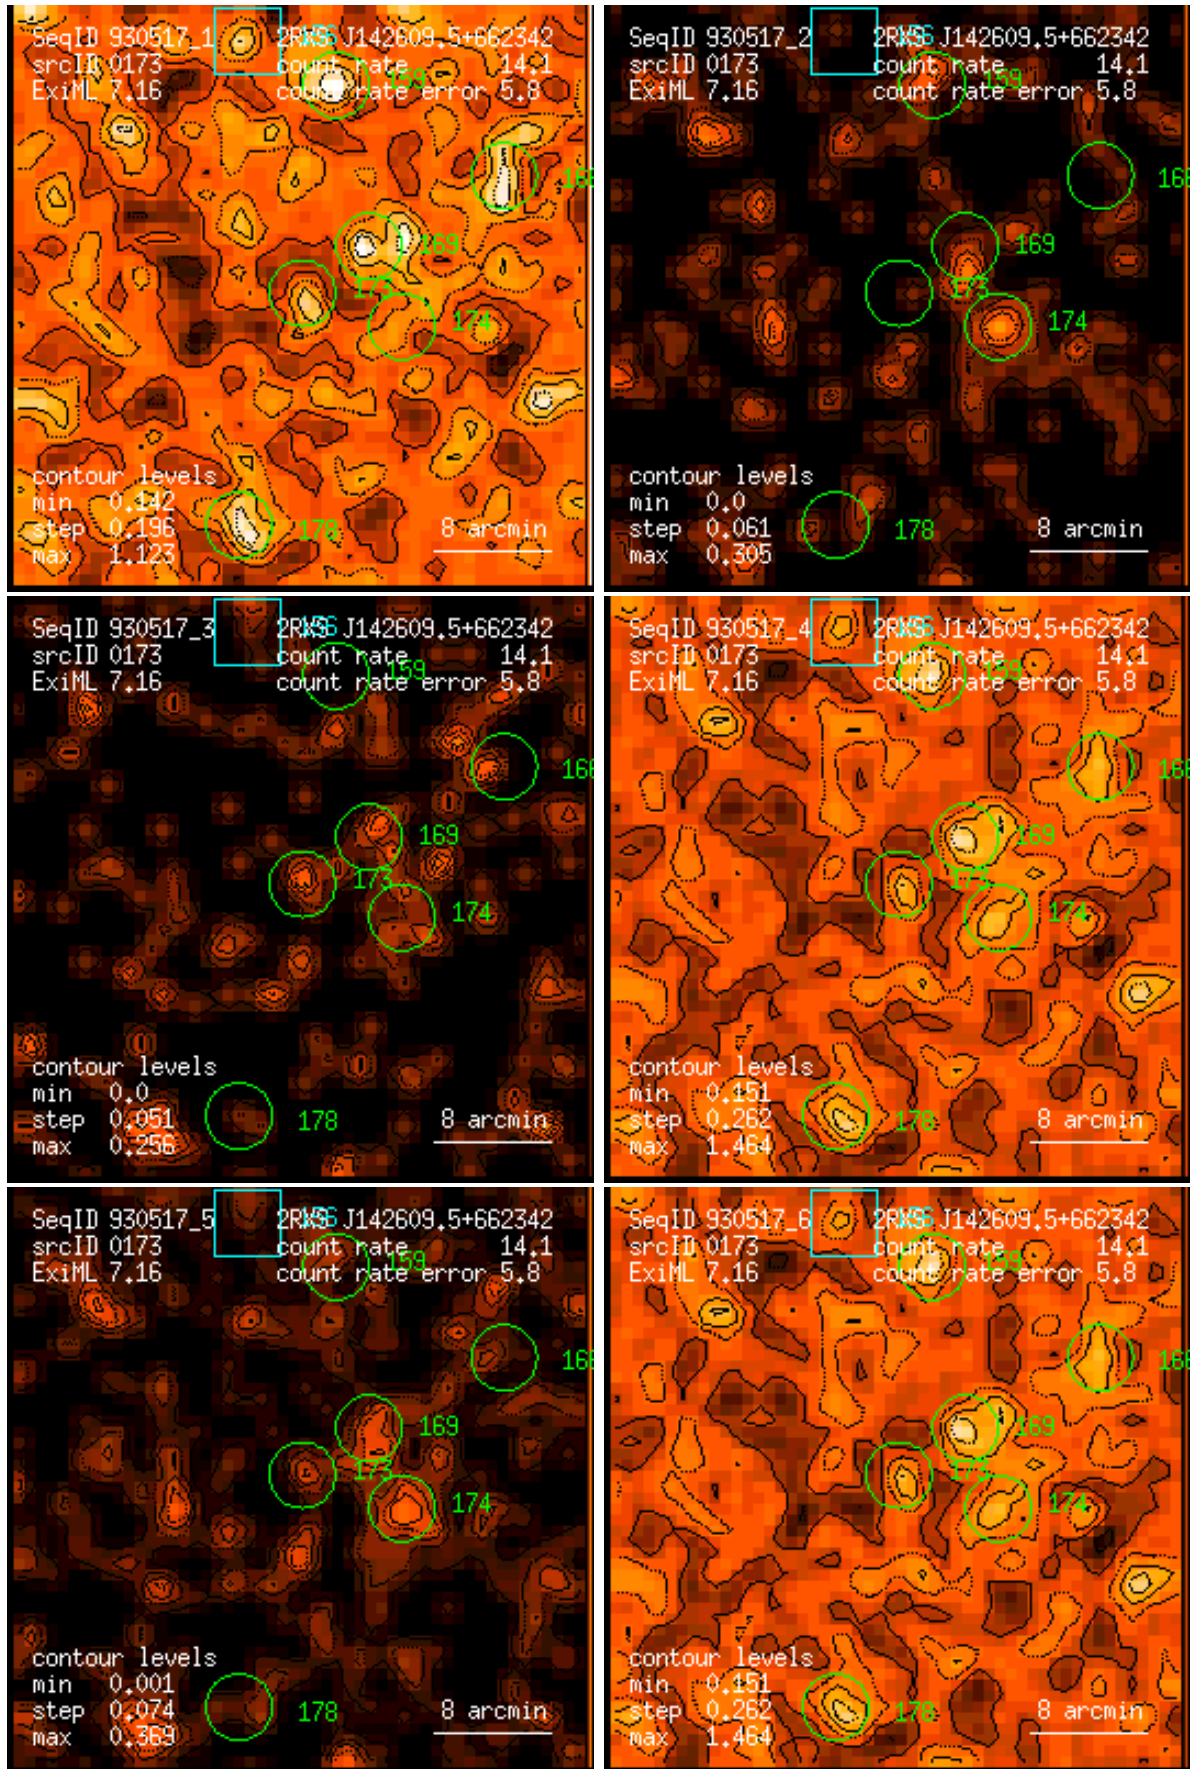 SeqID 930517_1 2RXS J142609.5+662342
srcID 0173 count rate 14.1
ExiML 7.16 count rate error 5.8
159
168
169
173
174
contour levels
min 0.142
step 0.196
max 1.123
178
8 arcmin
SeqID 930517_2 2RXS J142609.5+662342
srcID 0173 count rate 14.1
ExiML 7.16 count rate error 5.8
159
169
173
174
contour levels
min 0.0
step 0.061
max 0.305
178
8 arcmin
SeqID 930517_3 2RXS J142609.5+662342
srcID 0173 count rate 14.1
ExiML 7.16 count rate error 5.8
159
169
173
174
contour levels
min 0.0
step 0.051
max 0.256
178
8 arcmin
SeqID 930517_4 2RXS J142609.5+662342
srcID 0173 count rate 14.1
ExiML 7.16 count rate error 5.8
159
169
173
174
contour levels
min 0.151
step 0.262
max 1.464
178
8 arcmin
SeqID 930517_5 2RXS J142609.5+662342
srcID 0173 count rate 14.1
ExiML 7.16 count rate error 5.8
159
169
173
174
contour levels
min 0.001
step 0.074
max 0.369
178
8 arcmin
SeqID 930517_6 2RXS J142609.5+662342
srcID 0173 count rate 14.1
ExiML 7.16 count rate error 5.8
159
169
173
174
contour levels
min 0.151
step 0.262
max 1.464
178
8 arcmin